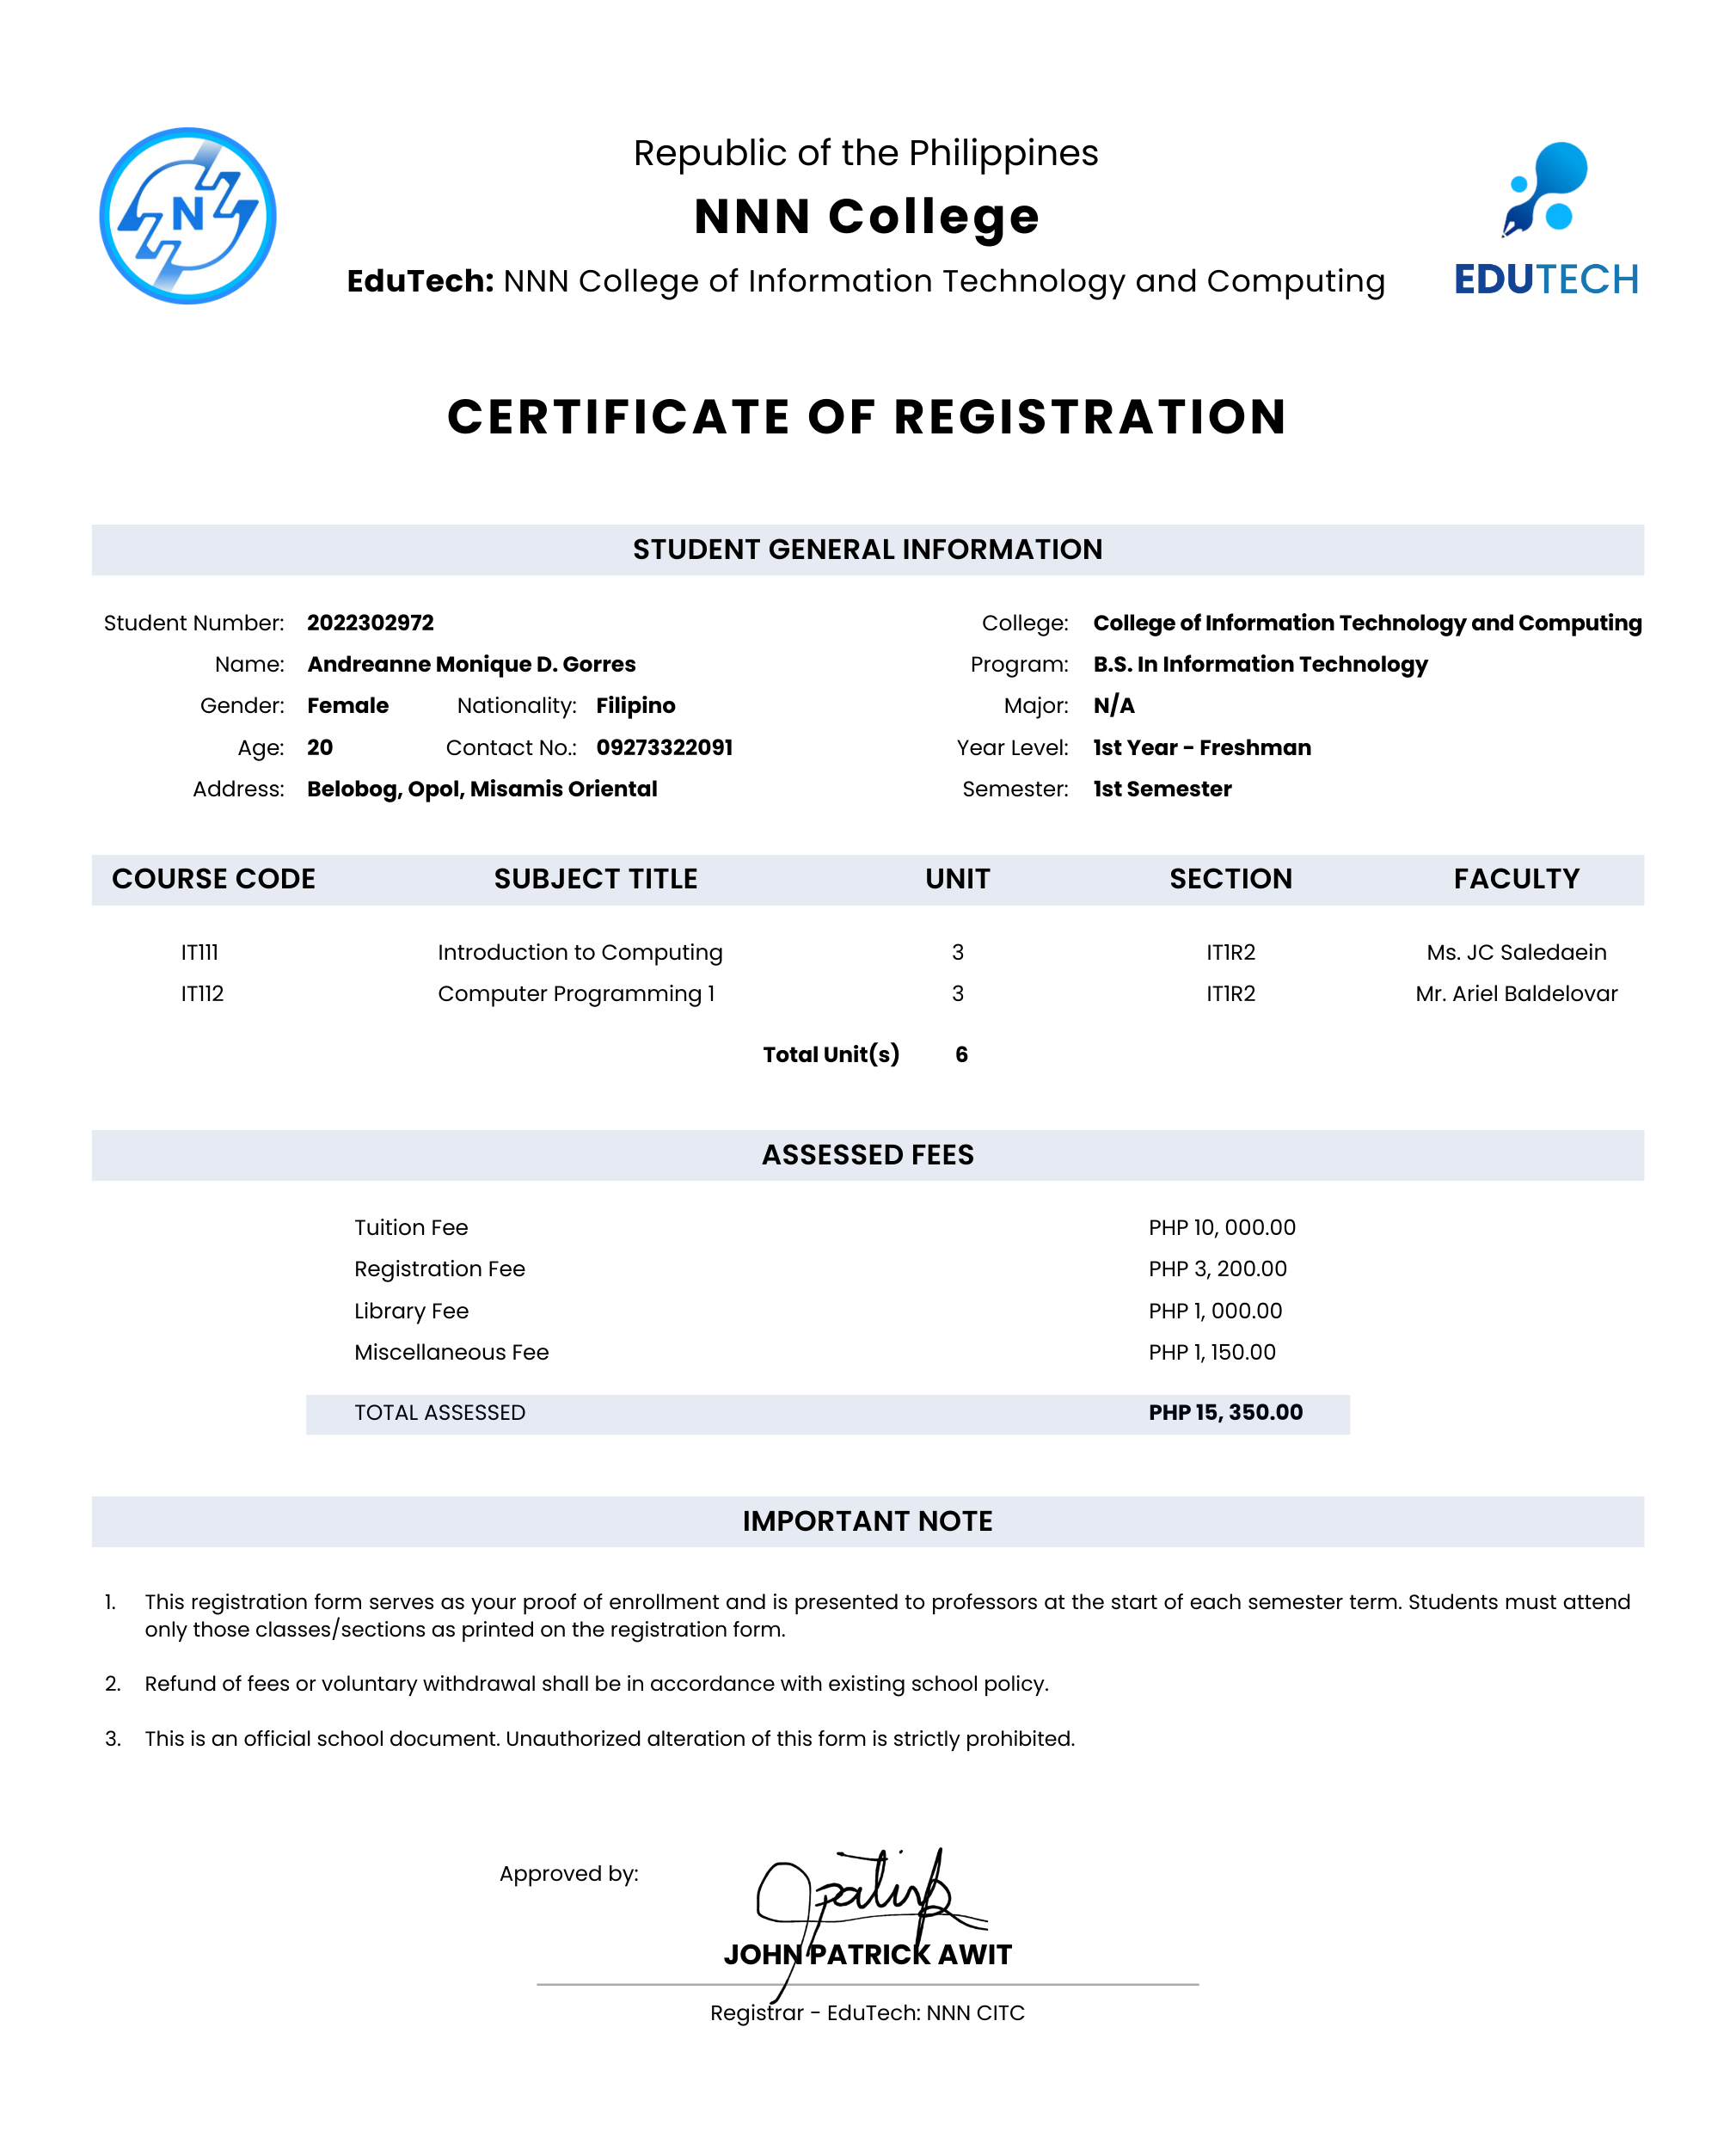 Republic of the Philippines
NNN College
EduTech: NNN College of Information Technology and Computing
N
EDUTECH
CERTIFICATE OF REGISTRATION
STUDENT GENERAL INFORMATION
Student Number: 2022302972 College: College of Information Technology and Computing
Name: Andreanne Monique D. Gorres Program: B.S. In Information Technology
Gender: Female Nationality: Filipino Major: N/A
Age: 20 Contact No.: 09273322091 Year Level: 1st Year - Freshman
Address: Belobog, Opol, Misamis Oriental Semester: 1st Semester
COURSE CODE SUBJECT TITLE UNIT SECTION FACULTY
IT111 Introduction to Computing 3 IT1R2 Ms. JC Saledaein
IT112 Computer Programming 1 3 IT1R2 Mr. Ariel Baldelovar
Total Unit(s) 6
ASSESSED FEES
Tuition Fee PHP 10, 000.00
Registration Fee PHP 3, 200.00
Library Fee PHP 1, 000.00
Miscellaneous Fee PHP 1, 150.00
TOTAL ASSESSED PHP 15, 350.00
IMPORTANT NOTE
1. This registration form serves as your proof of enrollment and is presented to professors at the start of each semester term. Students must attend
only those classes/sections as printed on the registration form.
2. Refund of fees or voluntary withdrawal shall be in accordance with existing school policy.
3. This is an official school document. Unauthorized alteration of this form is strictly prohibited.
Approved by:
JOHN PATRICK AWIT
Registrar - EduTech: NNN CITC